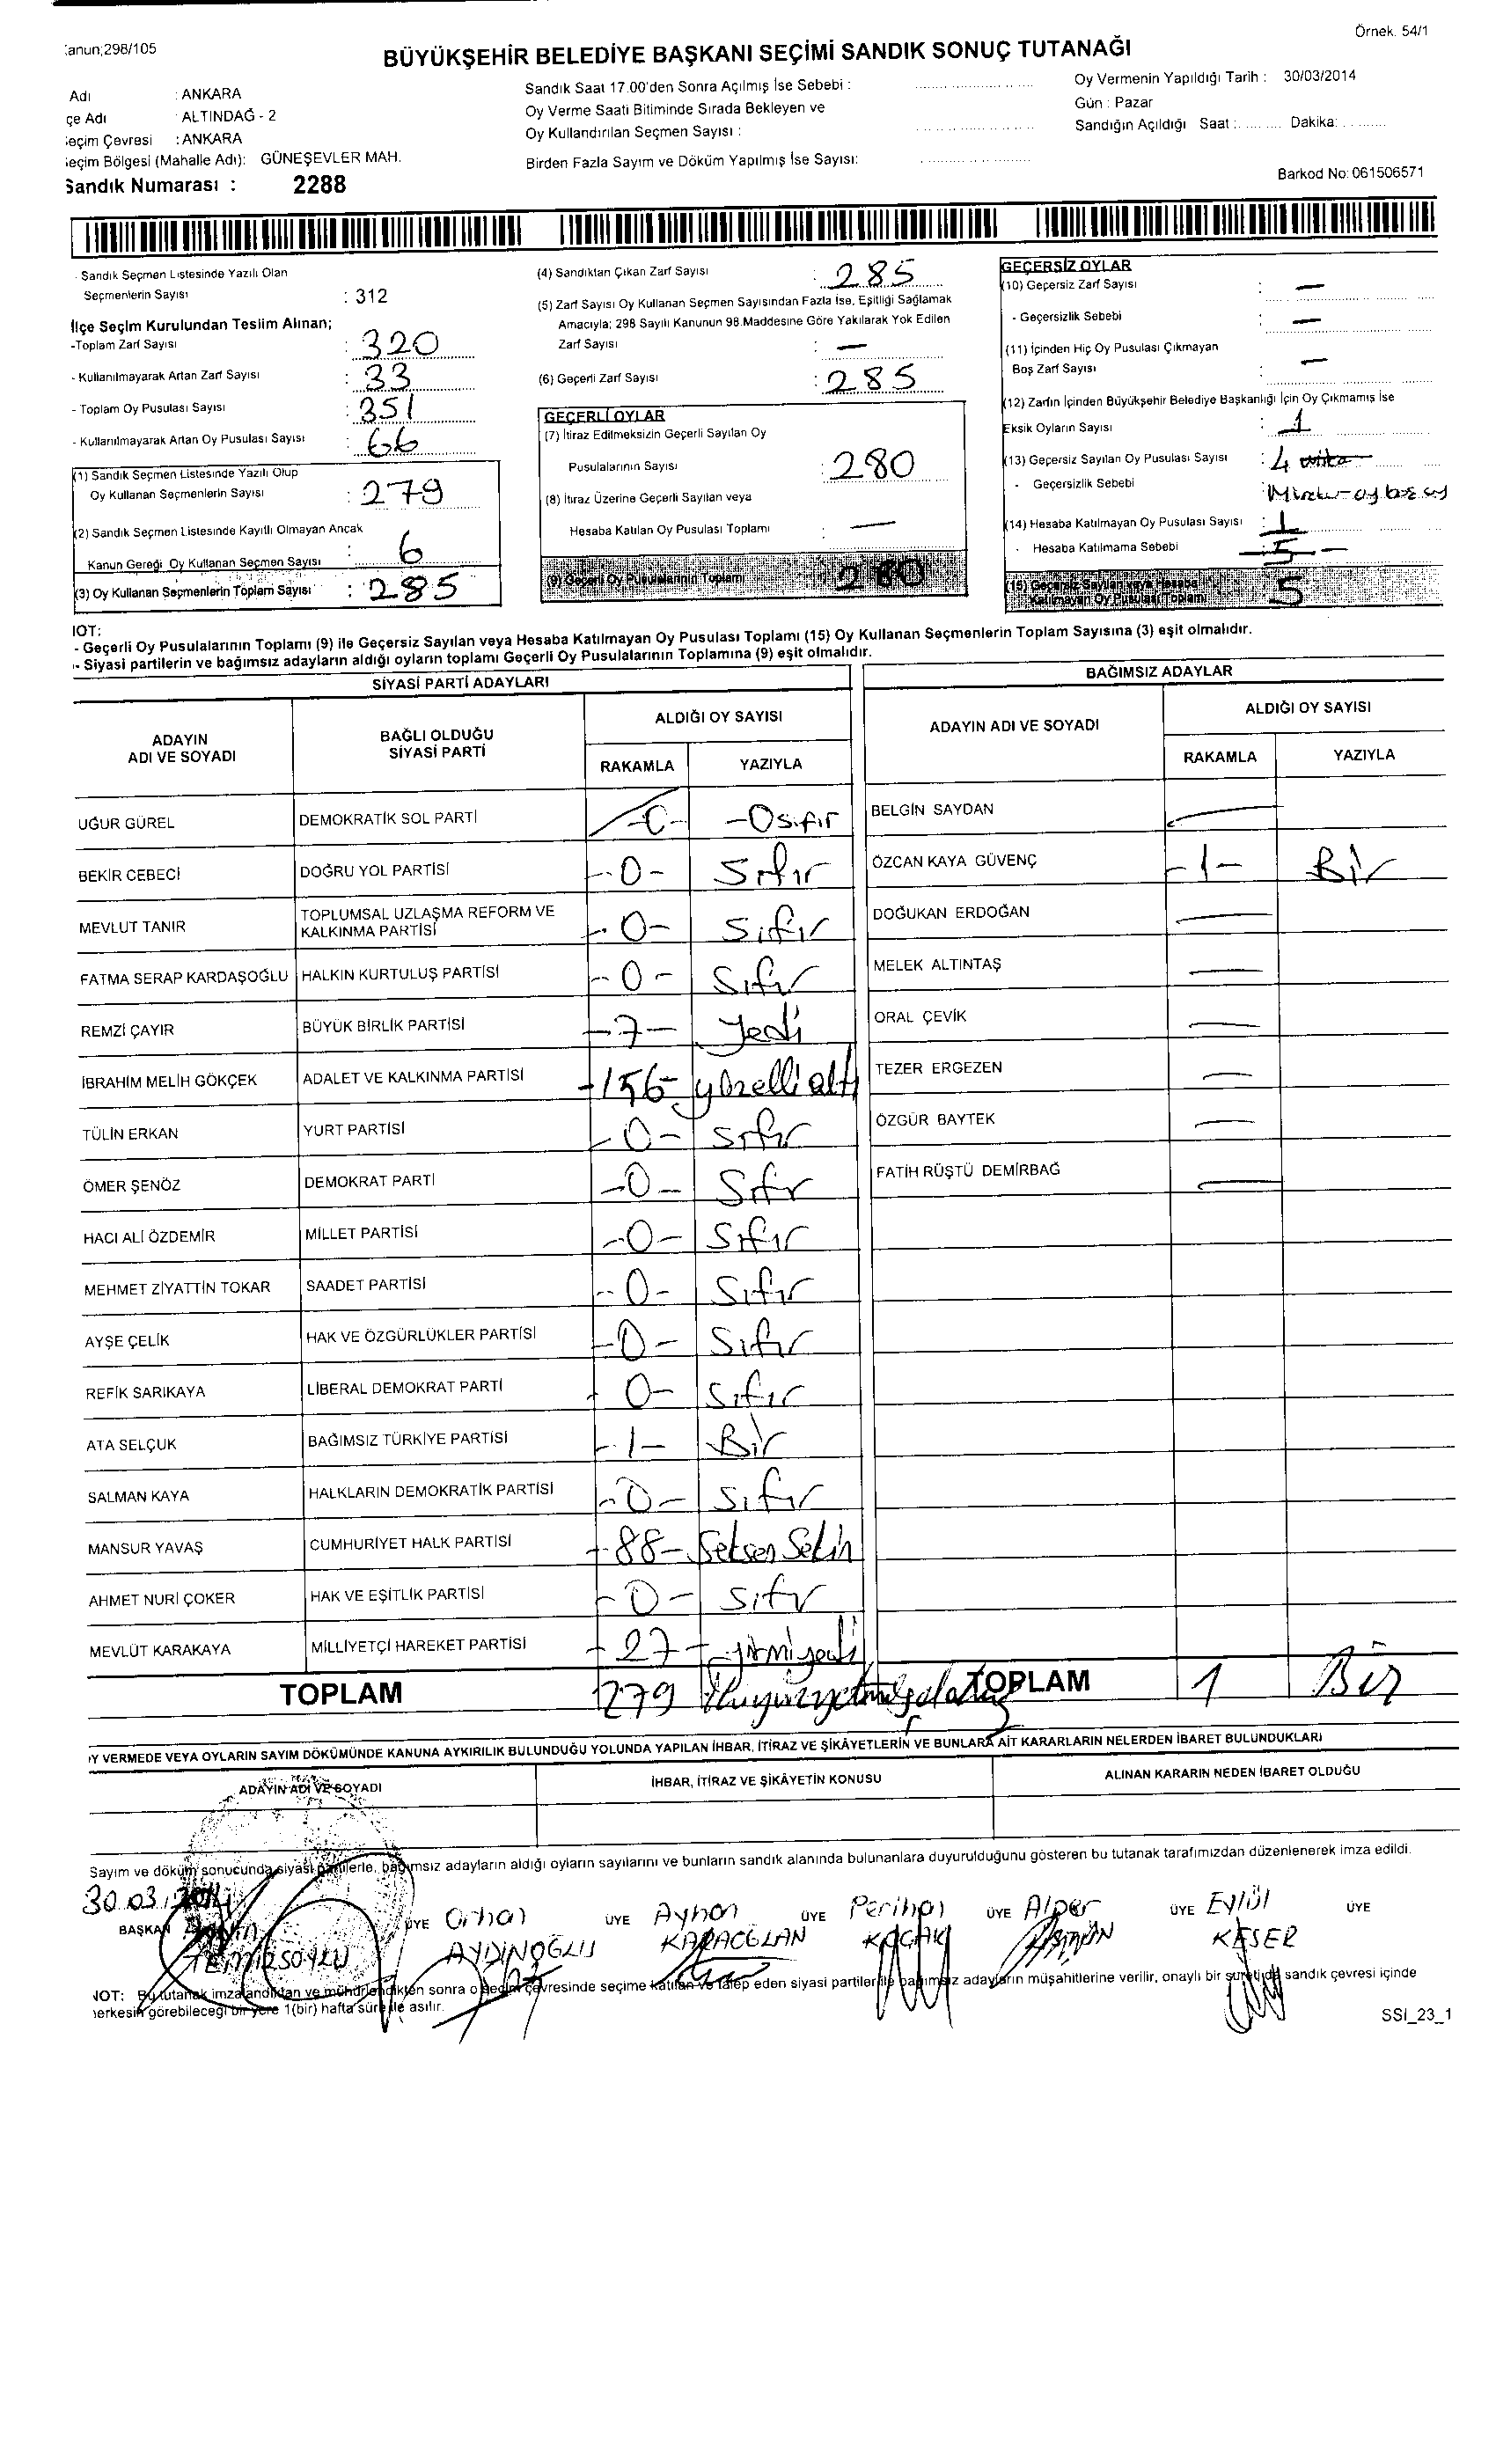 Örnek. 54/1
anun;298/105
BÜYÜKŞEHİR BELEDİYE BAŞKANI SEÇİMİ SANDIK SONUÇ TUTANAĞI
Adı : ANKARA
çe Adı ALTINDAĞ - 2
eçim Çevresi : ANKARA
eçim Bölgesi (Mahalle Adı): GÜNEŞEVLER MAH.
Sandık Numarası : 2288
Sandık Saat 17.00'den Sonra Açılmış İse Sebebi :
Oy Verme Saati Bitiminde Sırada Bekleyen ve
Oy Kullandırılan Seçmen Sayısı :
Birden Fazla Sayım ve Döküm Yapılmış İse Sayısı:
Oy Vermenin Yapıldığı Tarih : 30/03/2014
Gün : Pazar
Sandığın Açıldığı Saat : Dakika:
Barkod No: 061506571
- Sandık Seçmen Listesinde Yazılı Olan
Seçmenlerin Sayısı : 312
İlçe Seçim Kurulundan Teslim Alınan;
-Toplam Zarf Sayısı : 320
- Kullanılmayarak Artan Zarf Sayısı : 33
- Toplam Oy Pusulası Sayısı : 351
- Kullanılmayarak Artan Oy Pusulası Sayısı : 66
(1) Sandık Seçmen Listesinde Yazılı Olup
Oy Kullanan Seçmenlerin Sayısı : 279
(2) Sandık Seçmen Listesinde Kayıtlı Olmayan Ancak
Kanun Gereği Oy Kullanan Seçmen Sayısı : 6
(3) Oy Kullanan Seçmenlerin Toplam Sayısı : 285
(4) Sandıktan Çıkan Zarf Sayısı : 285
(5) Zarf Sayısı Oy Kullanan Seçmen Sayısından Fazla İse, Eşitliği Sağlamak
Amacıyla; 298 Sayılı Kanunun 98.Maddesine Göre Yakılarak Yok Edilen
Zarf Sayısı : —
(6) Geçerli Zarf Sayısı : 285
GEÇERLİ OYLAR
(7) İtiraz Edilmeksizin Geçerli Sayılan Oy
Pusulalarının Sayısı : 280
(8) İtiraz Üzerine Geçerli Sayılan veya
Hesaba Katılan Oy Pusulası Toplamı : —
(9) Geçerli Oy Pusulalarının Toplamı 280
GEÇERSİZ OYLAR
(10) Geçersiz Zarf Sayısı : —
- Geçersizlik Sebebi : —
(11) İçinden Hiç Oy Pusulası Çıkmayan
Boş Zarf Sayısı : —
(12) Zarfın İçinden Büyükşehir Belediye Başkanlığı İçin Oy Çıkmamış İse
Eksik Oyların Sayısı : 1
(13) Geçersiz Sayılan Oy Pusulası Sayısı : 4
- Geçersizlik Sebebi :
(14) Hesaba Katılmayan Oy Pusulası Sayısı : 1
- Hesaba Katılmama Sebebi — 5 —
(15) Geçersiz Sayılan veya Hesaba
Katılmayan Oy Pusulası Toplamı 5
NOT:
- Geçerli Oy Pusulalarının Toplamı (9) ile Geçersiz Sayılan veya Hesaba Katılmayan Oy Pusulası Toplamı (15) Oy Kullanan Seçmenlerin Toplam Sayısına (3) eşit olmalıdır.
- Siyasi partilerin ve bağımsız adayların aldığı oyların toplamı Geçerli Oy Pusulalarının Toplamına (9) eşit olmalıdır.
SİYASİ PARTİ ADAYLARI
ADAYIN ADI VE SOYADI BAĞLI OLDUĞU SİYASİ PARTİ ALDIĞI OY SAYISI
RAKAMLA YAZIYLA
UĞUR GÜREL DEMOKRATİK SOL PARTİ -0- -0 sıfır
BEKİR CEBECİ DOĞRU YOL PARTİSİ -0- Sıfır
MEVLUT TANIR TOPLUMSAL UZLAŞMA REFORM VE KALKINMA PARTİSİ -0- Sıfır
FATMA SERAP KARDAŞOĞLU HALKIN KURTULUŞ PARTİSİ -0- Sıfır
REMZİ ÇAYIR BÜYÜK BİRLİK PARTİSİ -7- Yedi
İBRAHİM MELİH GÖKÇEK ADALET VE KALKINMA PARTİSİ -156- yüzelli altı
TÜLİN ERKAN YURT PARTİSİ -0- Sıfır
ÖMER ŞENÖZ DEMOKRAT PARTİ -0- Sıfır
HACI ALİ ÖZDEMİR MİLLET PARTİSİ -0- Sıfır
MEHMET ZİYATTİN TOKAR SAADET PARTİSİ -0- Sıfır
AYŞE ÇELİK HAK VE ÖZGÜRLÜKLER PARTİSİ -0- Sıfır
REFİK SARIKAYA LİBERAL DEMOKRAT PARTİ - 0- Sıfır
ATA SELÇUK BAĞIMSIZ TÜRKİYE PARTİSİ -1- Bir
SALMAN KAYA HALKLARIN DEMOKRATİK PARTİSİ -0- Sıfır
MANSUR YAVAŞ CUMHURİYET HALK PARTİSİ -88- Seksen Sekin
AHMET NURİ ÇOKER HAK VE EŞİTLİK PARTİSİ -0- Sıfır
MEVLÜT KARAKAYA MİLLİYETÇİ HAREKET PARTİSİ -27- yirmiyedi
TOPLAM 279
BAĞIMSIZ ADAYLAR
ADAYIN ADI VE SOYADI ALDIĞI OY SAYISI
RAKAMLA YAZIYLA
BELGİN SAYDAN —
ÖZCAN KAYA GÜVENÇ -1- Bir
DOĞUKAN ERDOĞAN —
MELEK ALTINTAŞ —
ORAL ÇEVİK —
TEZER ERGEZEN —
ÖZGÜR BAYTEK —
FATİH RÜŞTÜ DEMİRBAĞ —
TOPLAM 1 Bir
Y VERMEDE VEYA OYLARIN SAYIM DÖKÜMÜNDE KANUNA AYKIRILIK BULUNDUĞU YOLUNDA YAPILAN İHBAR, İTİRAZ VE ŞİKÂYETLERİN VE BUNLARA AİT KARARLARIN NELERDEN İBARET BULUNDUKLARI
ADAYIN ADI VE SOYADI İHBAR, İTİRAZ VE ŞİKÂYETİN KONUSU ALINAN KARARIN NEDEN İBARET OLDUĞU
Sayım ve döküm sonucunda siyasi partilerle, bağımsız adayların aldığı oyların sayılarını ve bunların sandık alanında bulunanlara duyurulduğunu gösteren bu tutanak tarafımızdan düzenlenerek imza edildi.
30.03.2014
BAŞKAN ÜYE Orhan ÜYE Ayhan ÜYE Perihan ÜYE Alper ÜYE Eylül ÜYE
TEMİRSOYLU AYDINOĞLU KARACOĞLAN KOÇAK KESER
NOT: Bu tutanak imzalandıktan ve mühürlendikten sonra o seçim çevresinde seçime katılan ve talep eden siyasi partiler ile bağımsız adayların müşahitlerine verilir, onaylı bir sureti de sandık çevresi içinde
herkesin görebileceği bir yere 1(bir) hafta süre ile asılır.
SSI_23_1